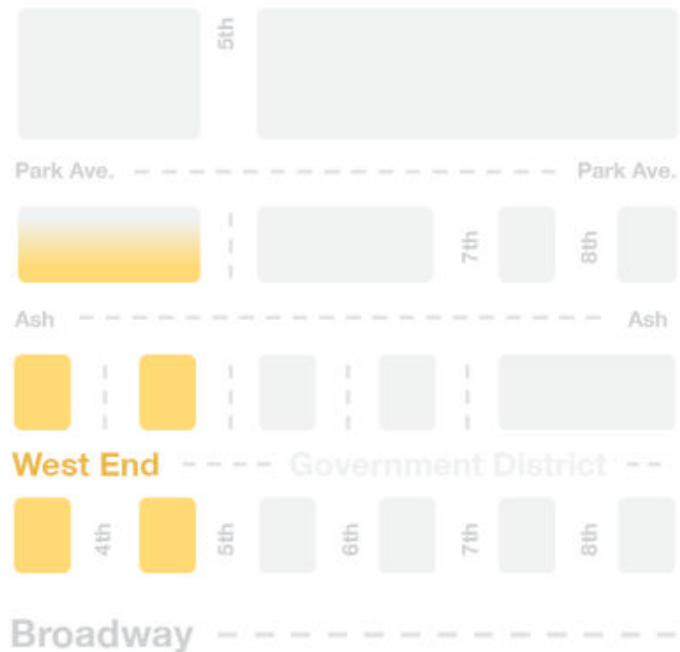 5th
Park Ave. Park Ave.
7th 8th
Ash Ash
West End Government District
4th 5th 6th 7th 8th
Broadway